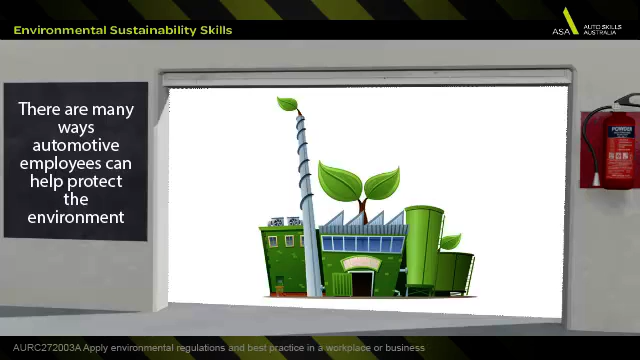 Environmental Sustainability Skills
ASA
AUTO SKILLS
AUSTRALIA
There are many
ways
automotive
employees can
help protect
the
environment
POWDER
AURC272003A Apply environmental regulations and best practice in a workplace or business